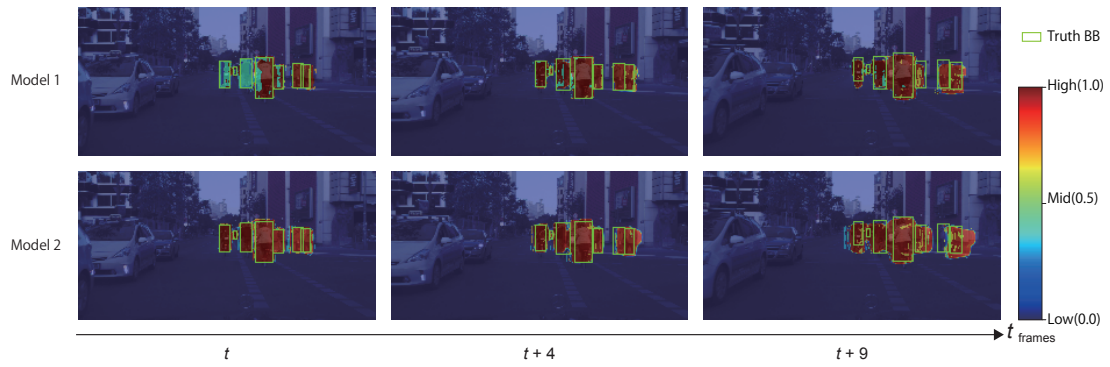 Model 1
Truth BB
High(1.0)
Mid(0.5)
Model 2
Low(0.0)
t frames
t t + 4 t + 9